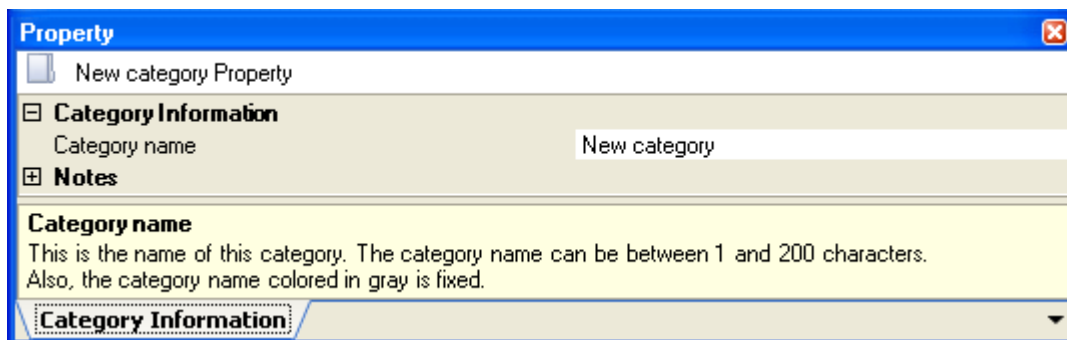 Property
New category Property
Category Information
Category name New category
Notes
Category name
This is the name of this category. The category name can be between 1 and 200 characters.
Also, the category name colored in gray is fixed.
Category Information